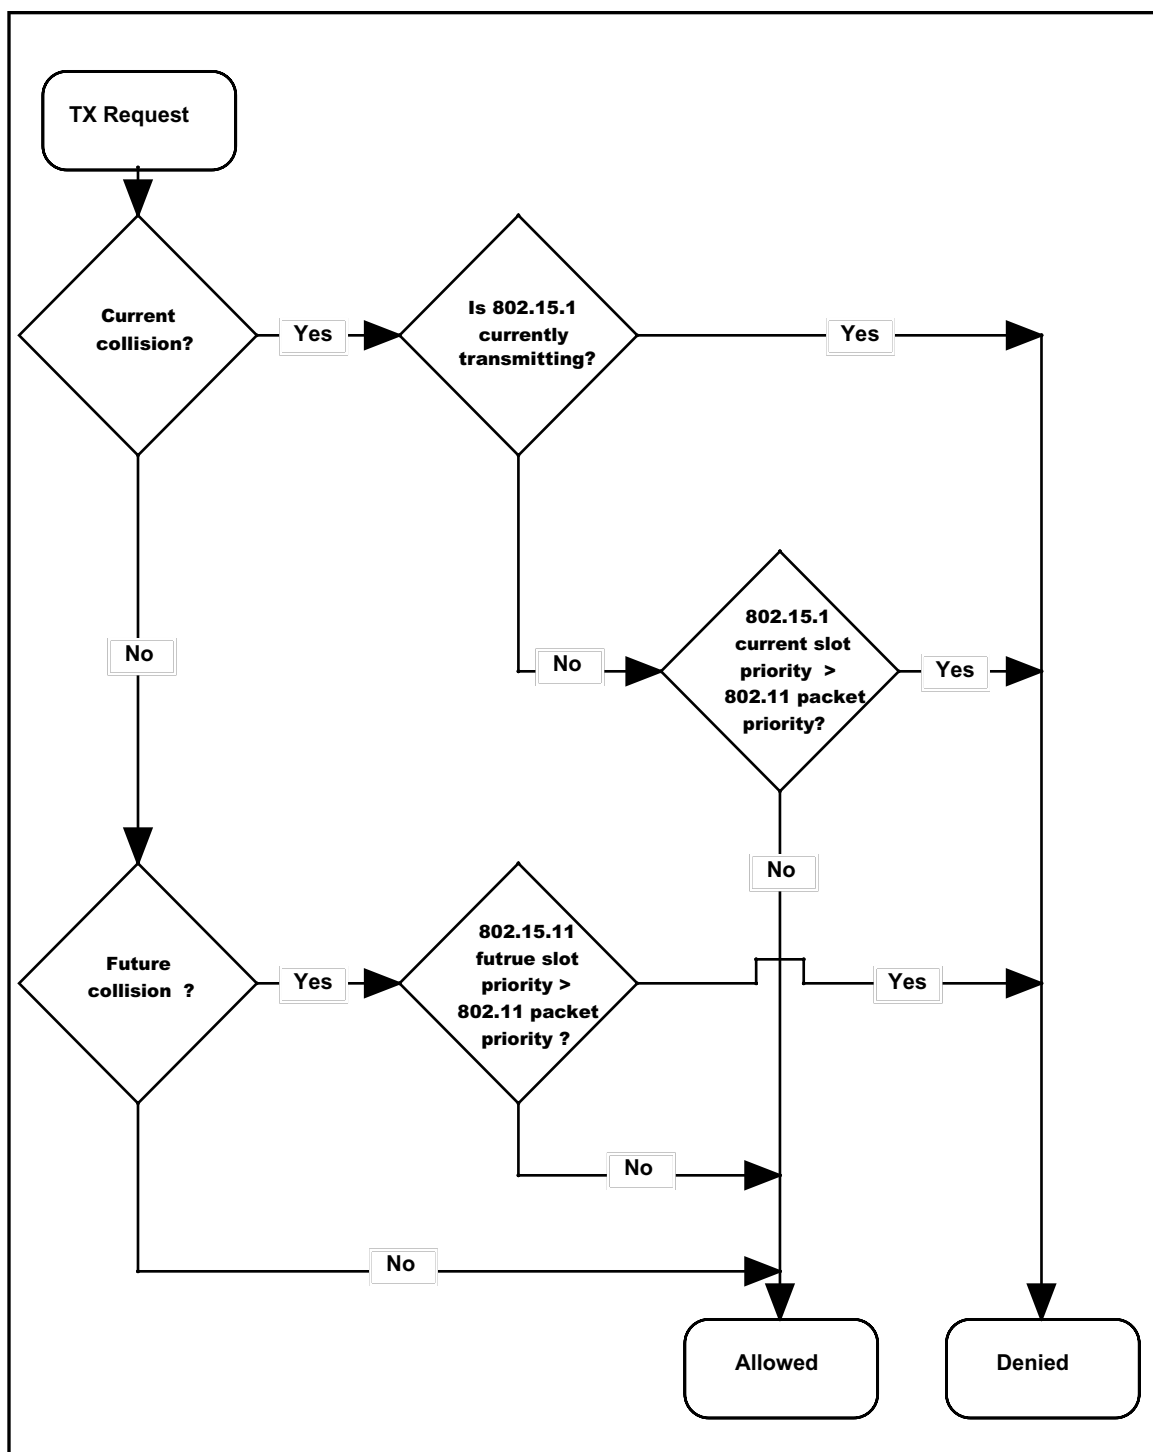 TX Request
Current
collision?
Yes
Is 802.15.1
currently
transmitting?
Yes
No
No
802.15.1
current slot
priority  >
802.11 packet
priority?
Yes
No
Future
collision  ?
Yes
802.15.11
futrue slot
priority >
802.11 packet
priority ?
Yes
No
No
Allowed
Denied